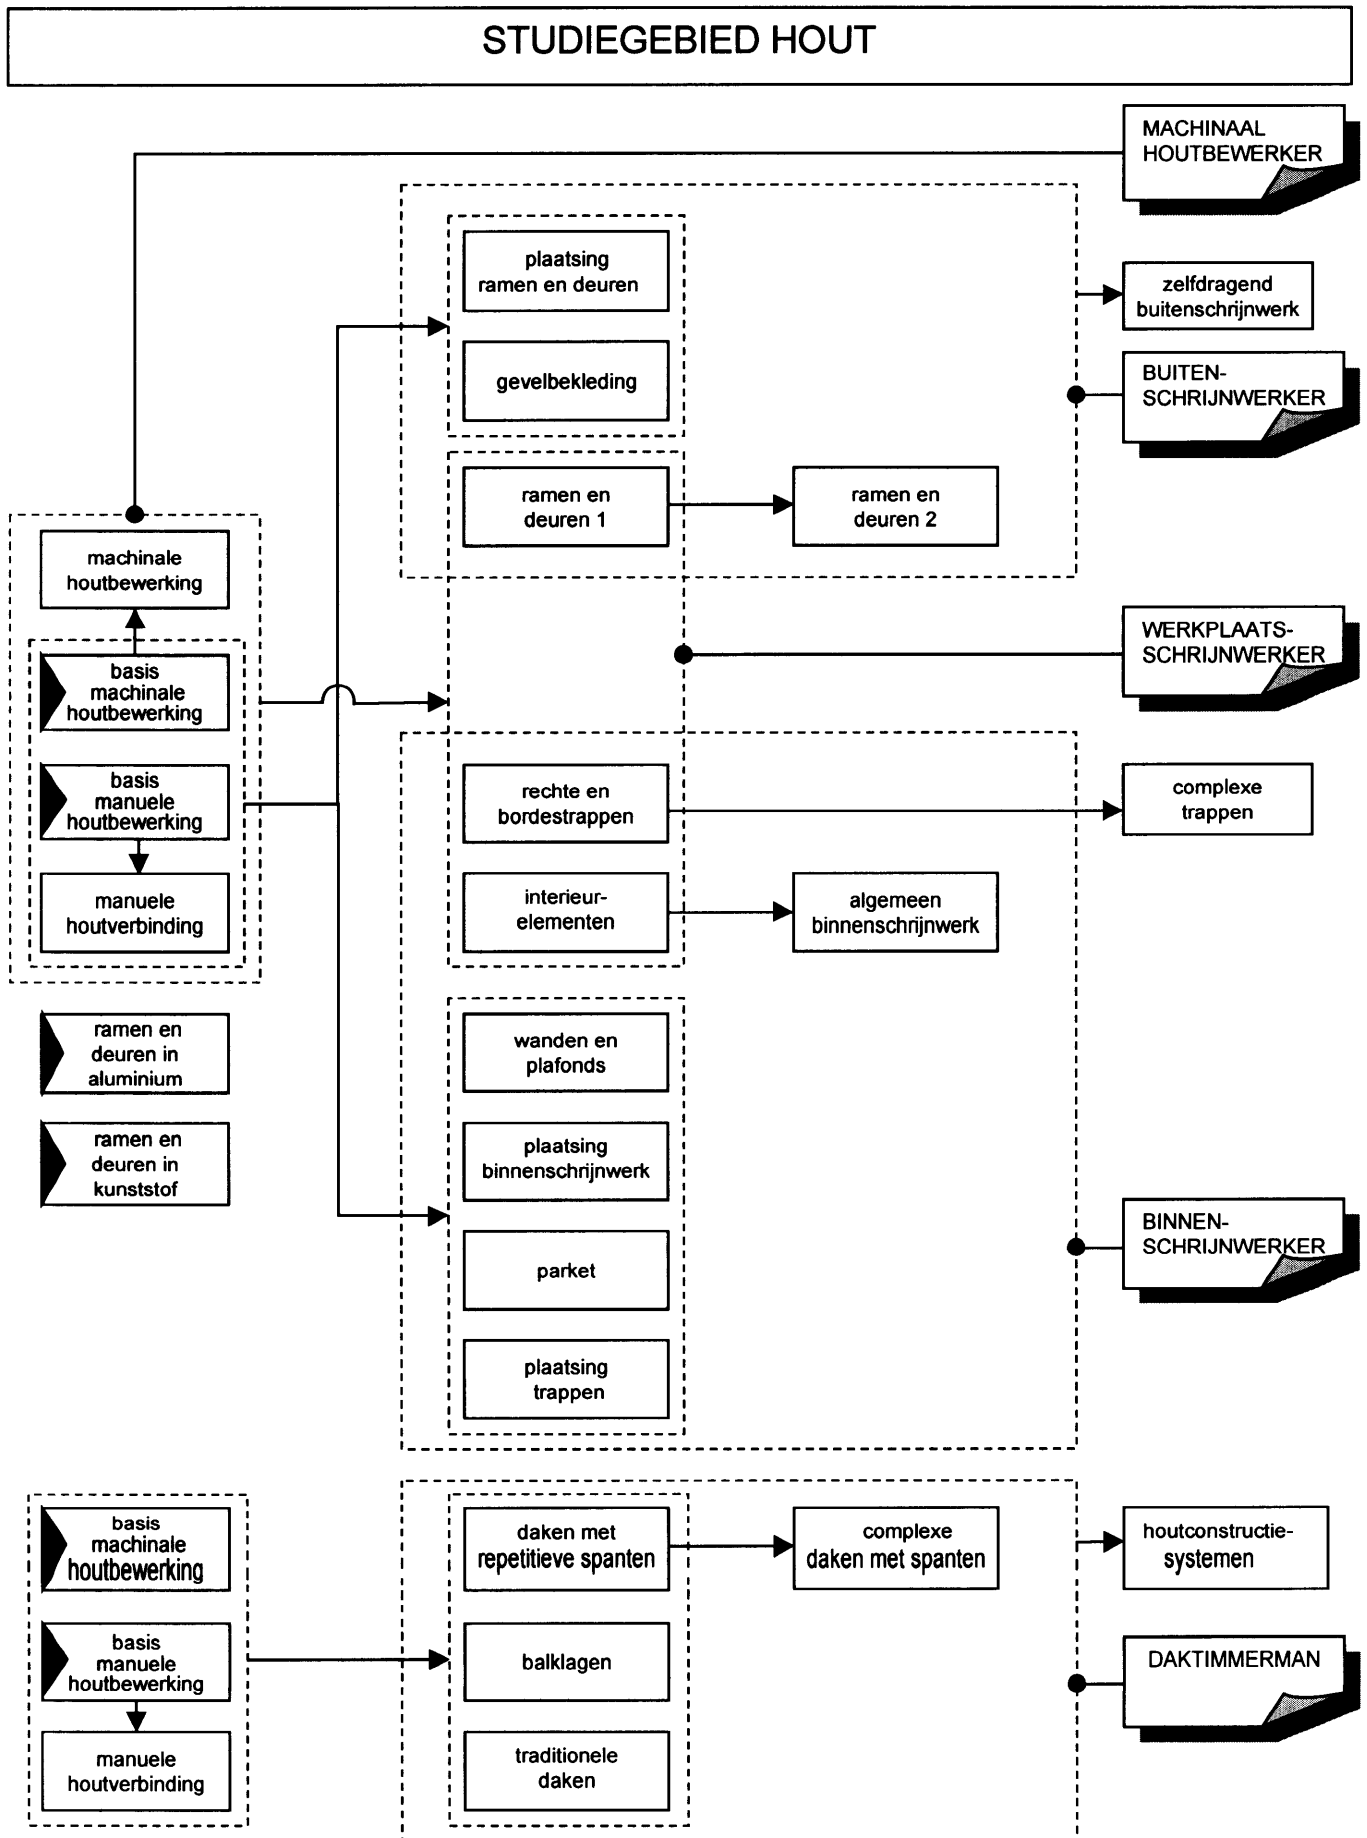 STUDIEGEBIED HOUT
MACHINAAL
HOUTBEWERKER
plaatsing
ramen en deuren
zelfdragend
buitenschrijnwerk
gevelbekleding
BUITEN-
SCHRIJNWERKER
ramen en
deuren 1
ramen en
deuren 2
machinale
houtbewerking
WERKPLAATS-
SCHRIJNWERKER
basis
machinale
houtbewerking
basis
manuele
houtbewerking
rechte en
bordestrappen
complexe
trappen
manuele
houtverbinding
interieur-
elementen
algemeen
binnenschrijnwerk
ramen en
deuren in
aluminium
wanden en
plafonds
ramen en
deuren in
kunststof
plaatsing
binnenschrijnwerk
parket
BINNEN-
SCHRIJNWERKER
plaatsing
trappen
basis
machinale
houtbewerking
daken met
repetitieve spanten
complexe
daken met spanten
houtconstructie-
systemen
basis
manuele
houtbewerking
balklagen
DAKTIMMERMAN
manuele
houtverbinding
traditionele
daken